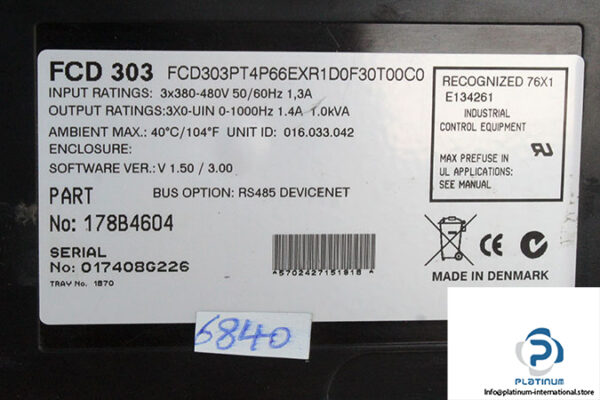 FCD 303 FCD303PT4P66EXR1D0F30T00C0
INPUT RATINGS: 3x380-480V 50/60Hz 1,3A
OUTPUT RATINGS:3X0-UIN 0-1000Hz 1.4A 1.0kVA
AMBIENT MAX.: 40°C/104°F UNIT ID: 016.033.042
ENCLOSURE:
SOFTWARE VER.: V 1.50 / 3.00
BUS OPTION: RS485 DEVICENET
PART
No: 178B4604
SERIAL
No: 017408G226
TRAY No. 1870
*5702427151818*
RECOGNIZED 76X1
E134261
INDUSTRIAL
CONTROL EQUIPMENT
MAX PREFUSE IN
UL APPLICATIONS:
SEE MANUAL
CE
MADE IN DENMARK
6840
PLATINUM
Info@platinum-international.store